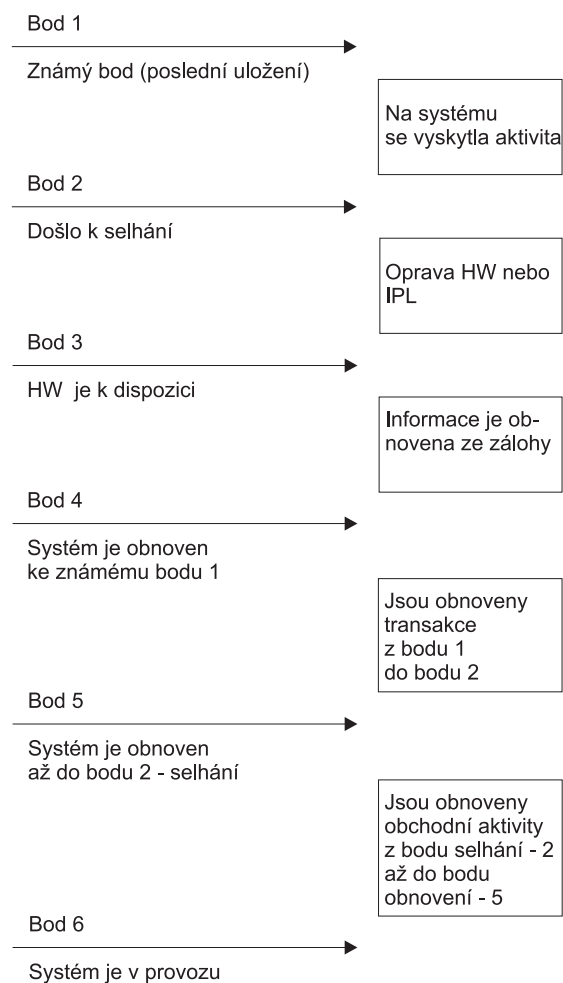 Bod 1
Známý bod (poslední uložení)
Na systému
se vyskytla aktivita
Bod 2
Došlo k selhání
Oprava HW nebo
IPL
Bod 3
HW je k dispozici
Informace je ob-
novena ze zálohy
Bod 4
Systém je obnoven
ke známému bodu 1
Jsou obnoveny
transakce
z bodu 1
do bodu 2
Bod 5
Systém je obnoven
až do bodu 2 - selhání
Jsou obnoveny
obchodní aktivity
z bodu selhání - 2
až do bodu
obnovení - 5
Bod 6
Systém je v provozu